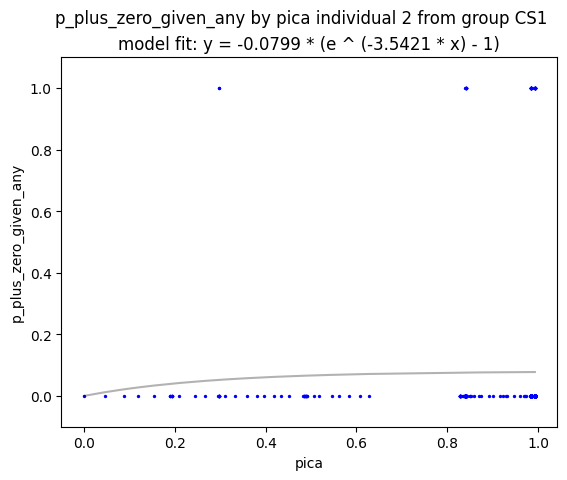 p_plus_zero_given_any by pica individual 2 from group CS1
model fit: y = -0.0799 * (e ^ (-3.5421 * x) - 1)
1.0
0.8
0.6
0.4
0.2
0.0
p_plus_zero_given_any
0.0 0.2 0.4 0.6 0.8 1.0
pica